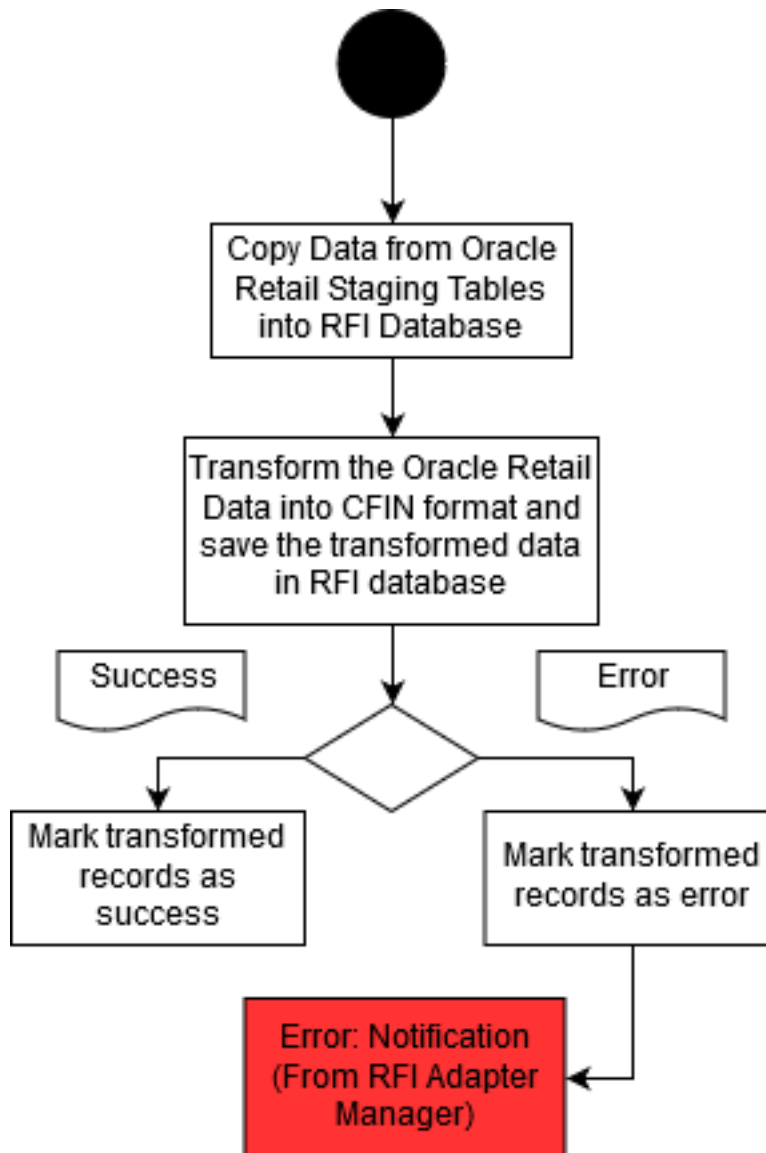 Copy Data from Oracle
Retail Staging Tables
into RFI Database
Transform the Oracle Retail
Data into CFIN format and
save the transformed data
in RFI database
Success
Error
Mark transformed
records as
success
Mark transformed
records as error
Error: Notification
(From RFI Adapter
Manager)